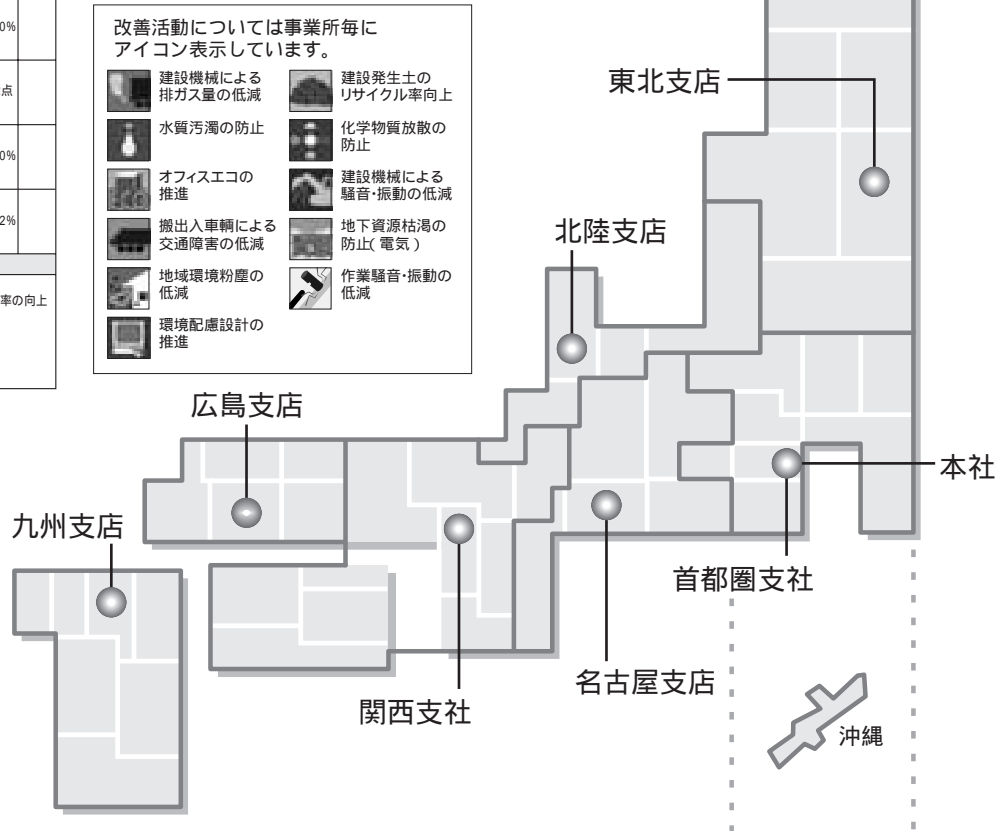 0%
点
0%
2%
率の向上
改善活動については事業所毎に
アイコン表示しています。
建設機械による
排ガス量の低減
水質汚濁の防止
オフィスエコの
推進
搬出入車輌による
交通障害の低減
地域環境粉塵の
低減
環境配慮設計の
推進
建設発生土の
リサイクル率向上
化学物質放散の
防止
建設機械による
騒音・振動の低減
地下資源枯渇の
防止(電気)
作業騒音・振動の
低減
東北支店
北陸支店
広島支店
本社
九州支店
首都圏支社
名古屋支店
関西支社
沖縄